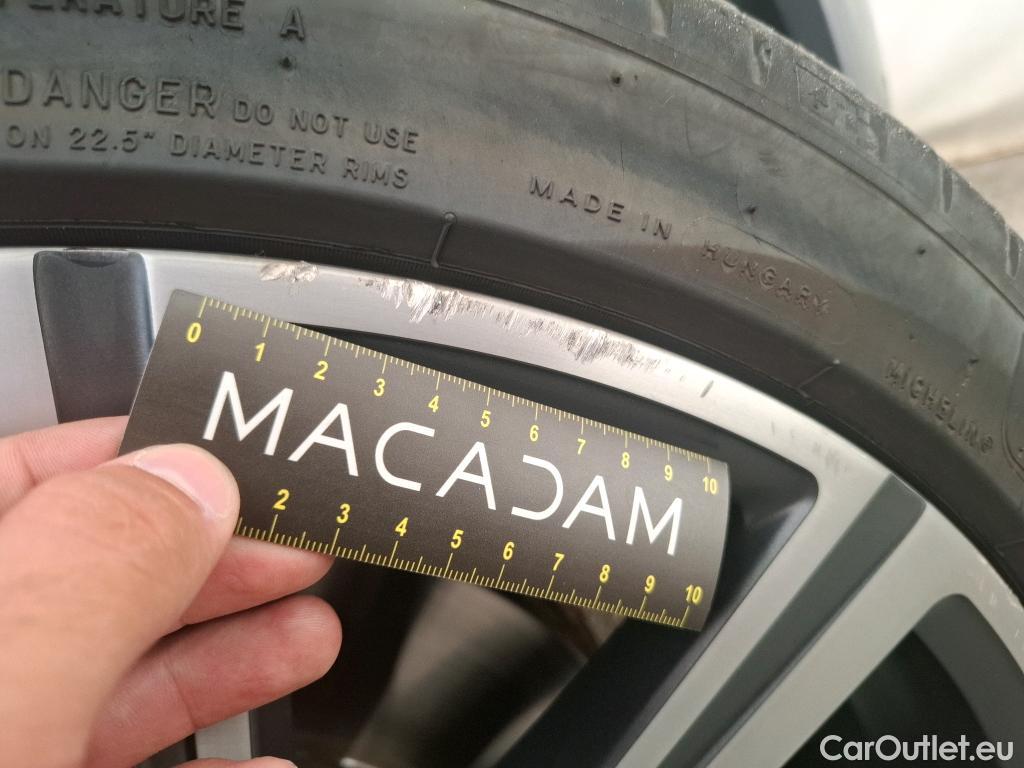 TEMPERATURE A
DANGER DO NOT USE
ON 22.5" DIAMETER RIMS
MADE IN HUNGARY
MICHELIN®
0 1 2 3 4 5 6 7 8 9 10
MACADAM
2 3 4 5 6 7 8 9 10
CarOutlet.eu